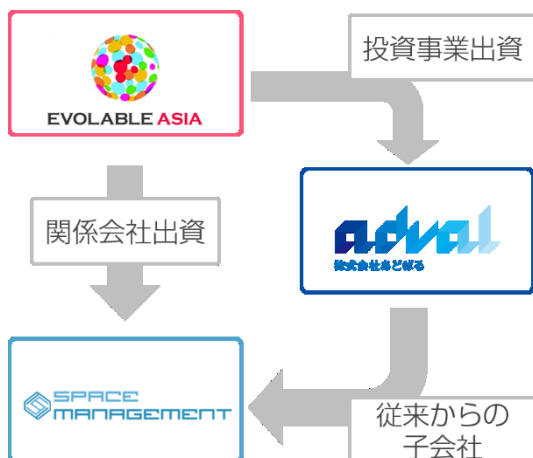 投資事業出資
EVOLABLE ASIA
関係会社出資
adval
株式会社あどばる
SPACE
MANAGEMENT
従来からの
子会社